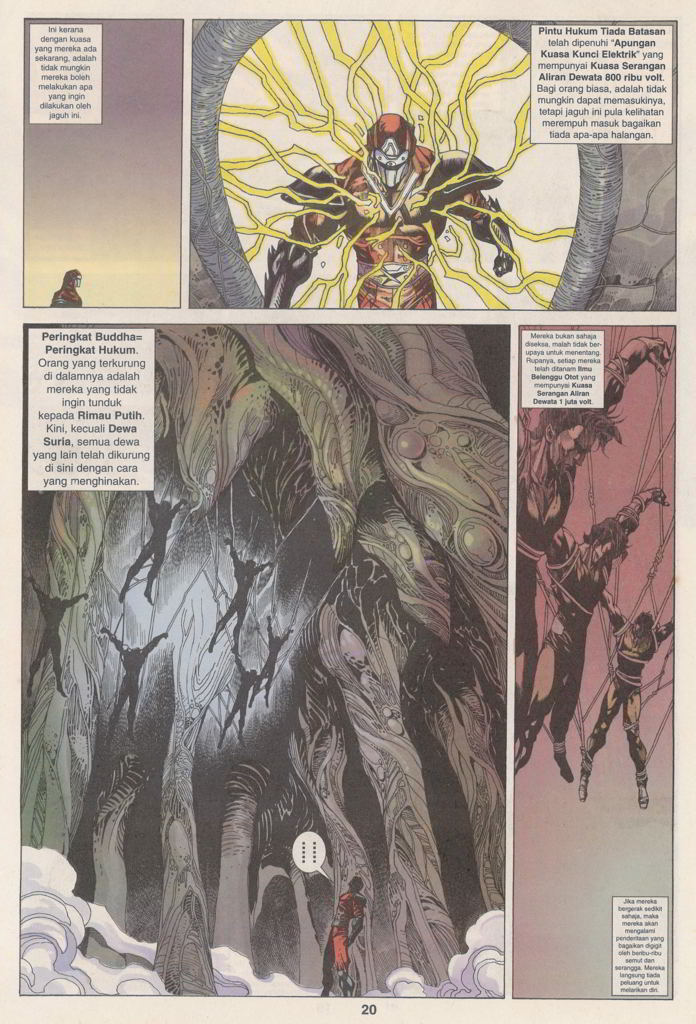 Ini kerana
dengan kuasa
yang mereka ada
sekarang, adalah
tidak mungkin
mereka boleh
melakukan apa
yang ingin
dilakukan oleh
jaguh ini.
Pintu Hukum Tiada Batasan
telah dipenuhi “Apungan
Kuasa Kunci Elektrik” yang
mempunyai Kuasa Serangan
Aliran Dewata 800 ribu volt.
Bagi orang biasa, adalah tidak
mungkin dapat memasukinya,
tetapi jaguh ini pula kelihatan
merempuh masuk bagaikan
tiada apa-apa halangan.
Peringkat Buddha=
Peringkat Hukum.
Orang yang terkurung
di dalamnya adalah
mereka yang tidak
ingin tunduk
kepada Rimau Putih.
Kini, kecuali Dewa
Suria, semua dewa
yang lain telah dikurung
di sini dengan cara
yang menghinakan.
Mereka bukan sahaja
diseksa, malah tidak ber-
upaya untuk menentang.
Rupanya, setiap mereka
telah ditanam Ilmu
Belenggu Otot yang
mempunyai Kuasa
Serangan Aliran
Dewata 1 juta volt.
Jika mereka
bergerak sedikit
sahaja, maka
mereka akan
mengalami
penderitaan yang
bagaikan digigit
oleh beribu-ribu
semut dan
serangga. Mereka
langsung tiada
peluang untuk
melarikan diri.
20